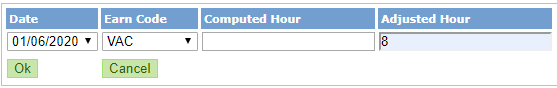 Date Earn Code Computed Hour Adjusted Hour
01/06/2020 VAC 8
Ok Cancel